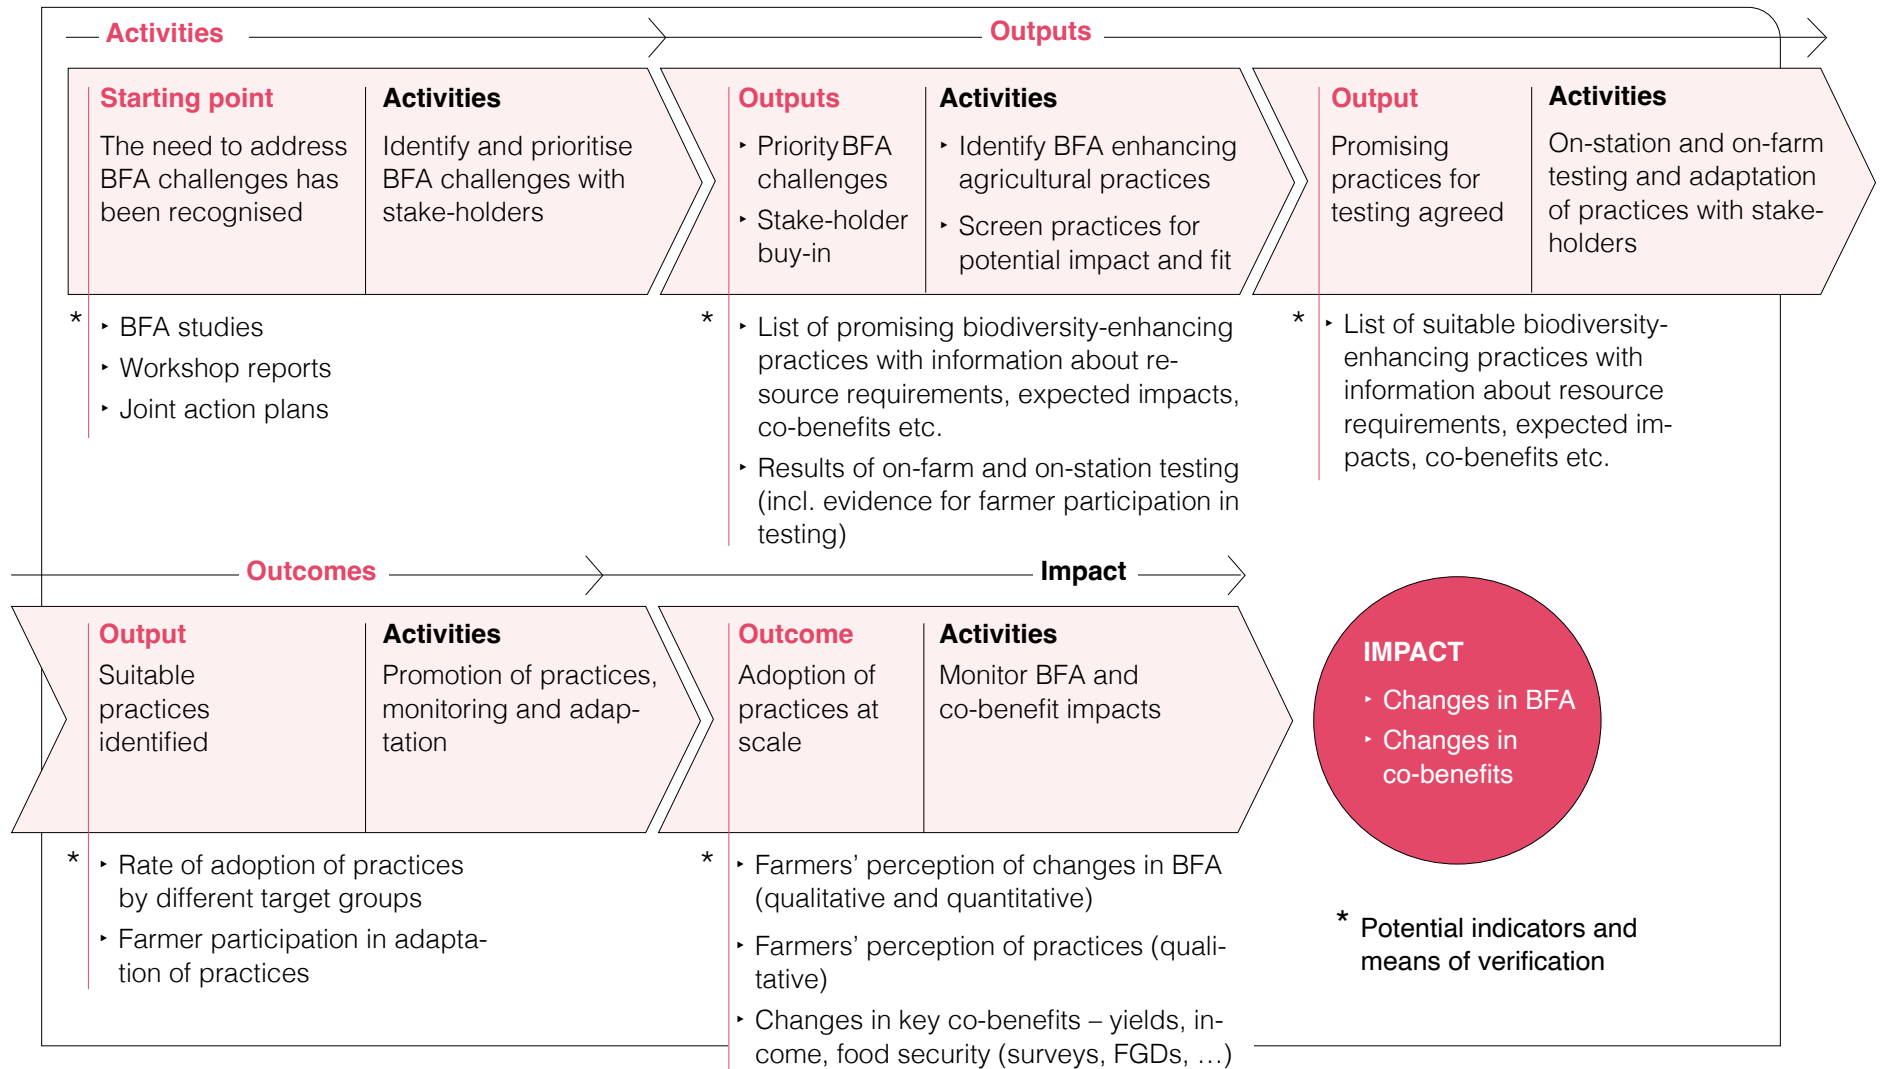 Activities
Outputs
Starting point
The need to address
BFA challenges has
been recognised
Activities
Identify and prioritise
BFA challenges with
stake-holders
Outputs
‣ Priority BFA
challenges
‣ Stake-holder
buy-in
Activities
‣ Identify BFA enhancing
agricultural practices
‣ Screen practices for
potential impact and fit
Output
Promising
practices for
testing agreed
Activities
On-station and on-farm
testing and adaptation
of practices with stake-
holders
* ‣ BFA studies
‣ Workshop reports
‣ Joint action plans
* ‣ List of promising biodiversity-enhancing
practices with information about re-
source requirements, expected impacts,
co-benefits etc.
‣ Results of on-farm and on-station testing
(incl. evidence for farmer participation in
testing)
* ‣ List of suitable biodiversity-
enhancing practices with
information about resource
requirements, expected im-
pacts, co-benefits etc.
Outcomes
Impact
Output
Suitable
practices
identified
Activities
Promotion of practices,
monitoring and adap-
tation
Outcome
Adoption of
practices at
scale
Activities
Monitor BFA and
co-benefit impacts
IMPACT
‣ Changes in BFA
‣ Changes in
co-benefits
* ‣ Rate of adoption of practices
by different target groups
‣ Farmer participation in adapta-
tion of practices
* ‣ Farmers’ perception of changes in BFA
(qualitative and quantitative)
‣ Farmers’ perception of practices (quali-
tative)
‣ Changes in key co-benefits – yields, in-
come, food security (surveys, FGDs, …)
* Potential indicators and
means of verification